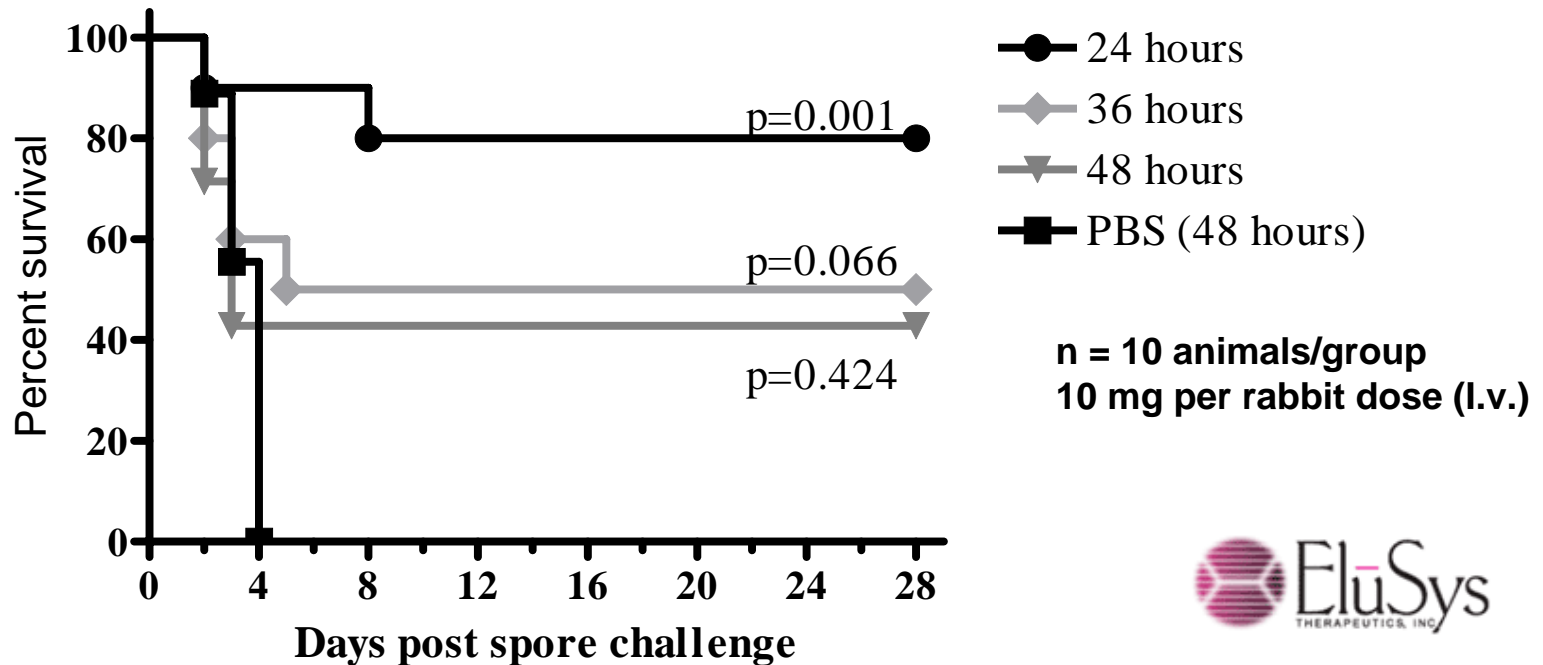 100
80
60
40
20
0
Percent survival
0 4 8 12 16 20 24 28
Days post spore challenge
p=0.001
p=0.066
p=0.424
24 hours
36 hours
48 hours
PBS (48 hours)
n = 10 animals/group
10 mg per rabbit dose (I.v.)
ElūSys
THERAPEUTICS, INC